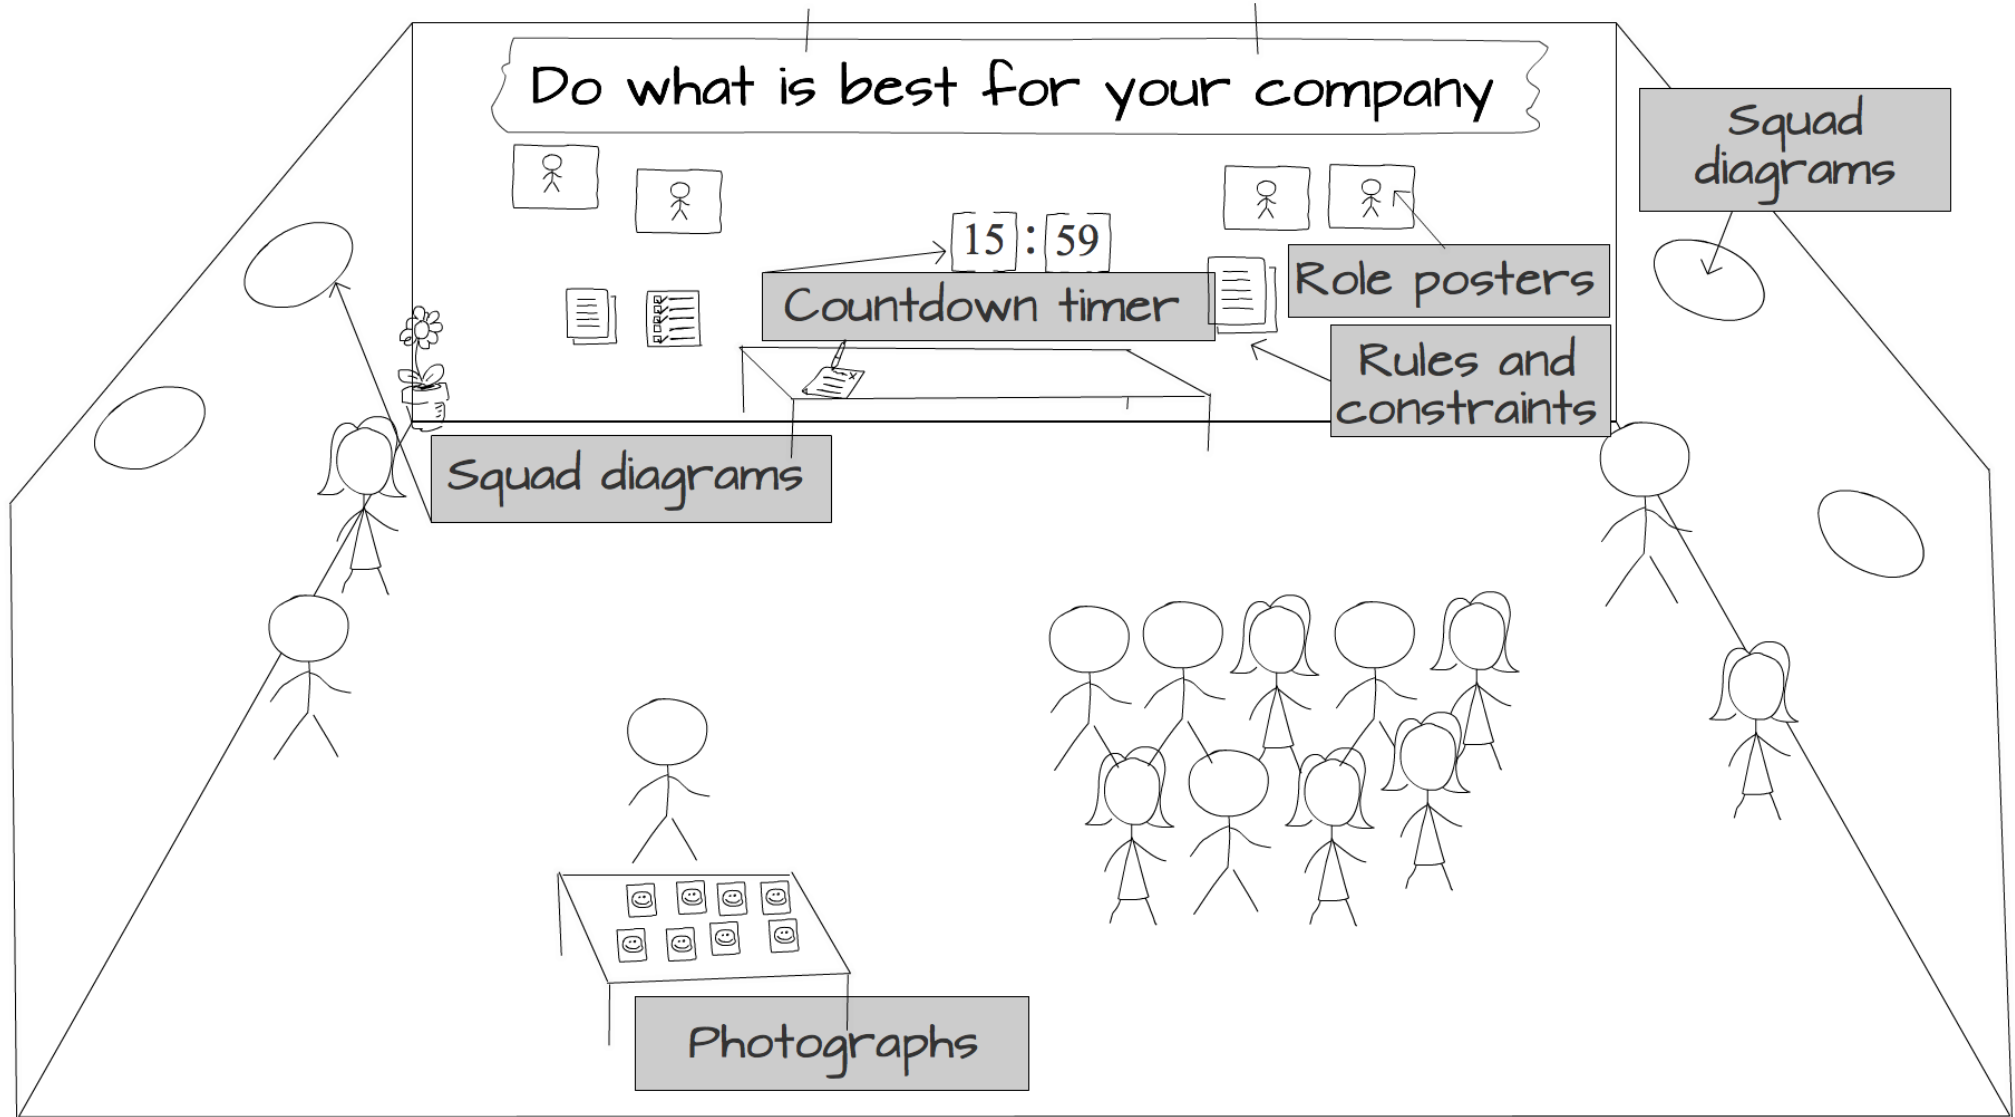 Do what is best for your company
Squad
diagrams
15 : 59
Role posters
Countdown timer
Rules and
constraints
Squad diagrams
Photographs